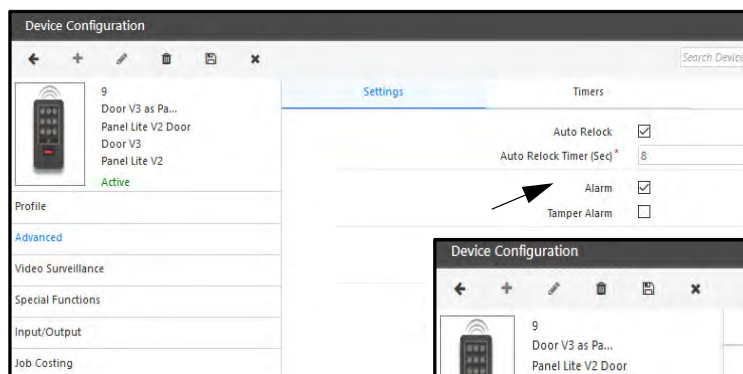 Device Configuration
Search Device
9
Door V3 as Pa...
Panel Lite V2 Door
Door V3
Panel Lite V2
Active
Profile
Advanced
Video Surveillance
Special Functions
Input/Output
Job Costing
Settings
Timers
Auto Relock
Auto Relock Timer (Sec) *
8
Alarm
Tamper Alarm
Device Configuration
9
Door V3 as Pa...
Panel Lite V2 Door